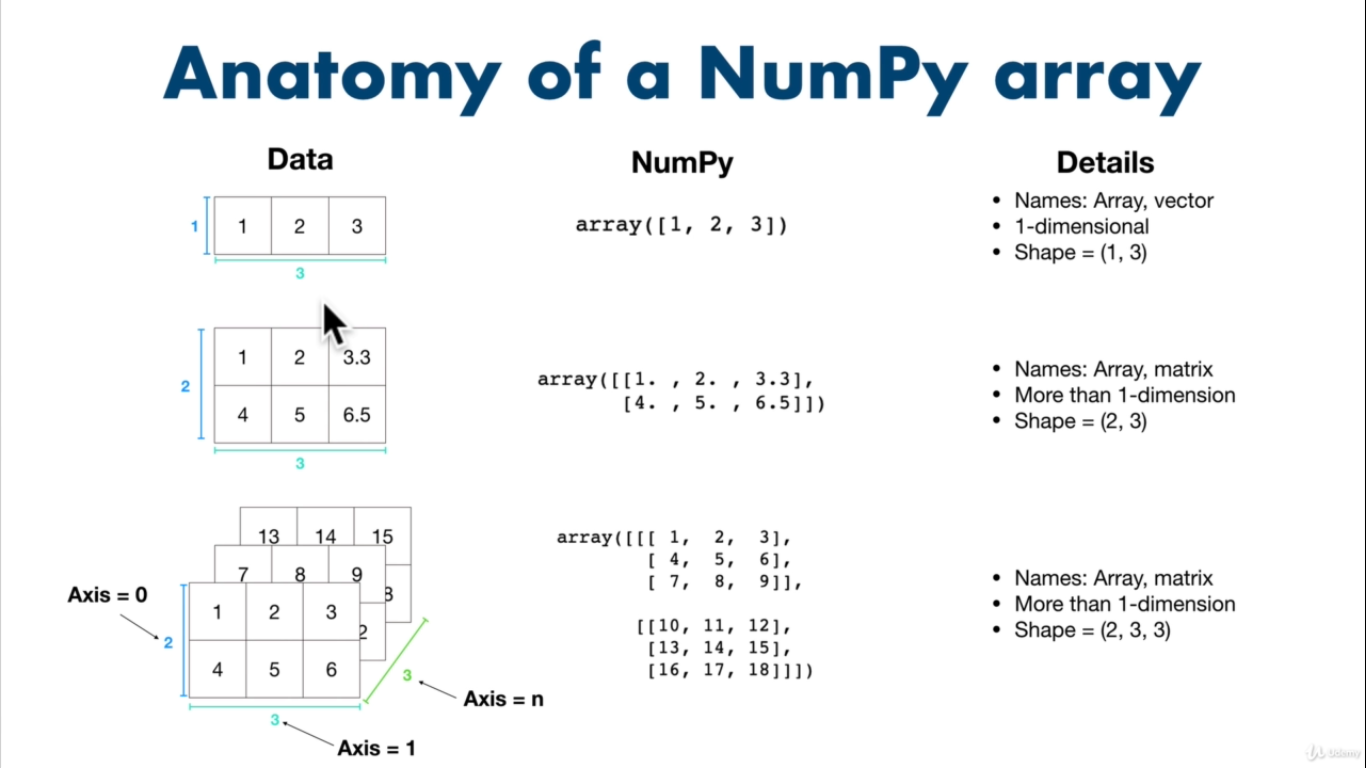 Anatomy of a NumPy array
Data
NumPy
Details
1
1 2 3
3
array([1, 2, 3])
• Names: Array, vector
• 1-dimensional
• Shape = (1, 3)
2
1 2 3.3
4 5 6.5
3
array([[1. , 2. , 3.3],
[4. , 5. , 6.5]])
• Names: Array, matrix
• More than 1-dimension
• Shape = (2, 3)
13 14 15
7 8 9
8
1 2 3
2
4 5 6
Axis = 0
2
3
Axis = n
3
Axis = 1
array([[[ 1, 2, 3],
[ 4, 5, 6],
[ 7, 8, 9]],
[[10, 11, 12],
[13, 14, 15],
[16, 17, 18]]])
• Names: Array, matrix
• More than 1-dimension
• Shape = (2, 3, 3)
Udemy